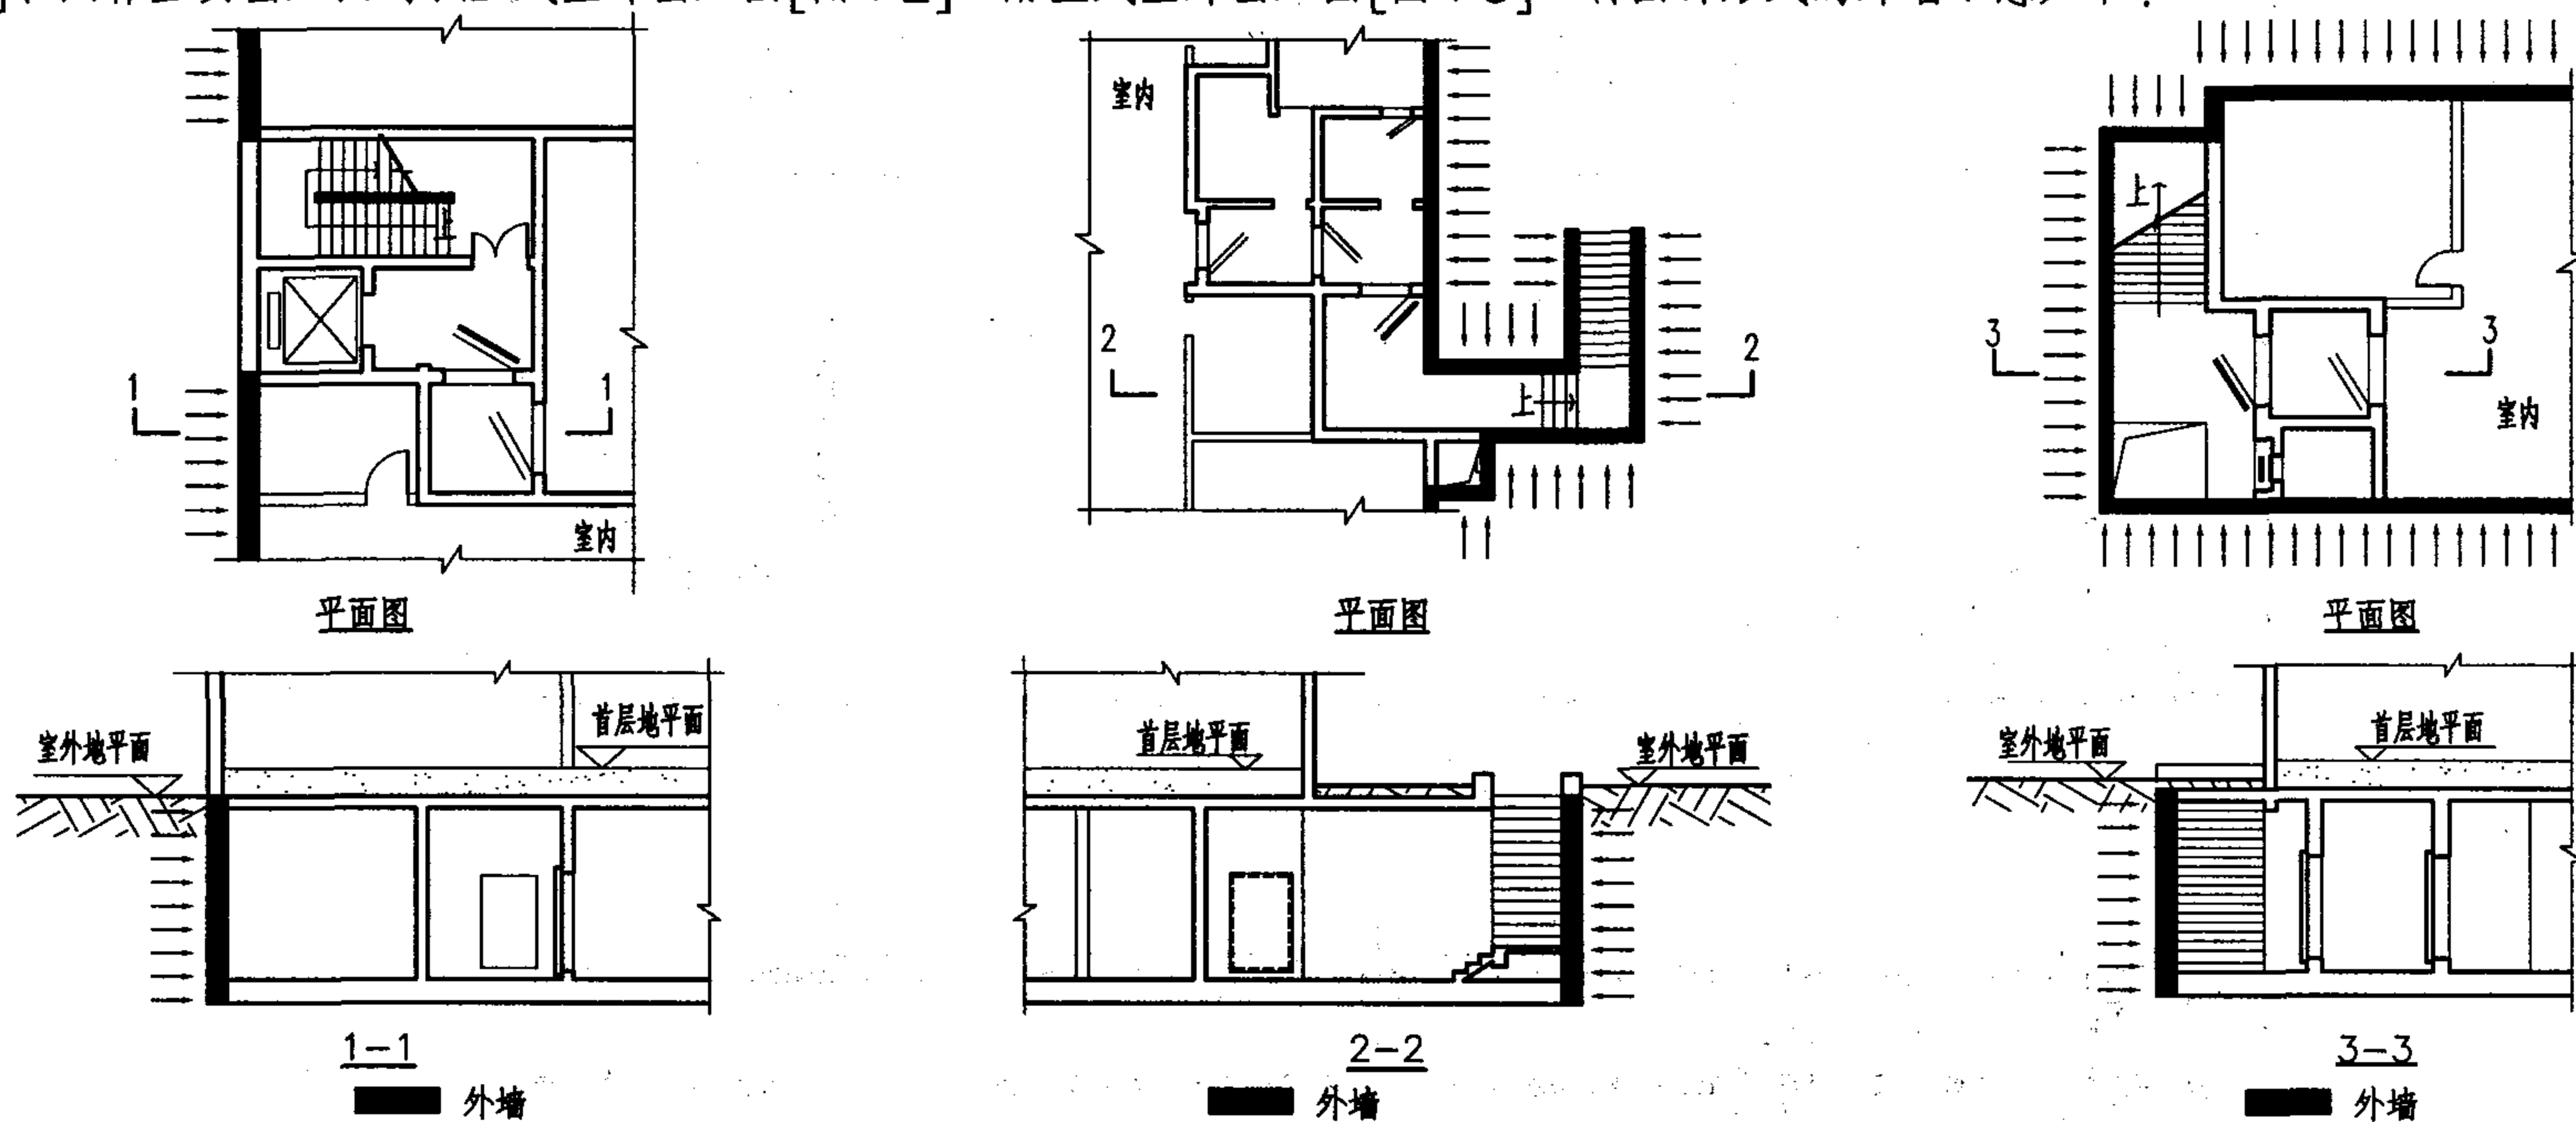 室内
上
2
2
上
3
3
室内
1
1
室内
平面图
平面图
平面图
室外地平面
首层地平面
首层地平面
室外地平面
室外地平面
首层地平面
1-1
2-2
3-3
外墙
外墙
外墙